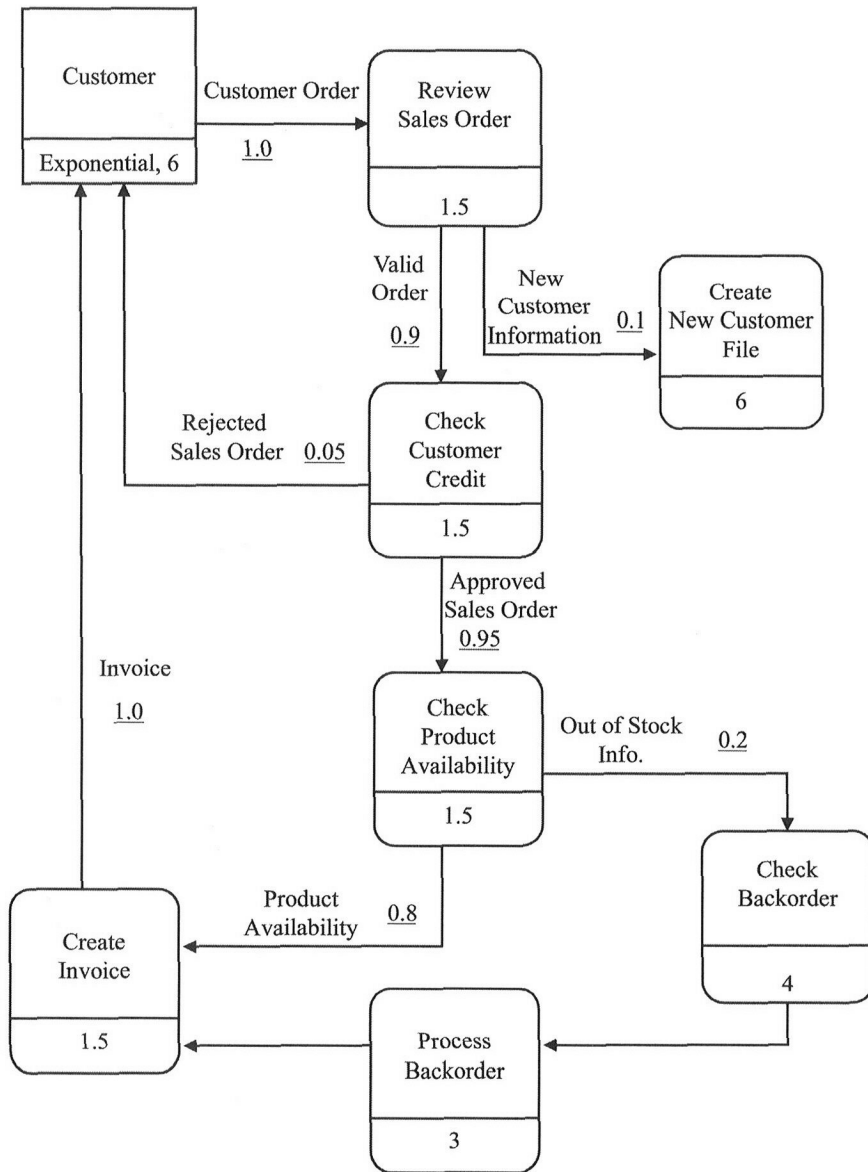 Customer
Exponential, 6
Customer Order
1.0
Review
Sales Order
1.5
Valid
Order
0.9
New
Customer
Information 0.1
Create
New Customer
File
6
Rejected
Sales Order 0.05
Check
Customer
Credit
1.5
Approved
Sales Order
0.95
Invoice
1.0
Check
Product
Availability
1.5
Out of Stock 0.2
Info.
Check
Backorder
4
Product
Availability 0.8
Create
Invoice
1.5
Process
Backorder
3